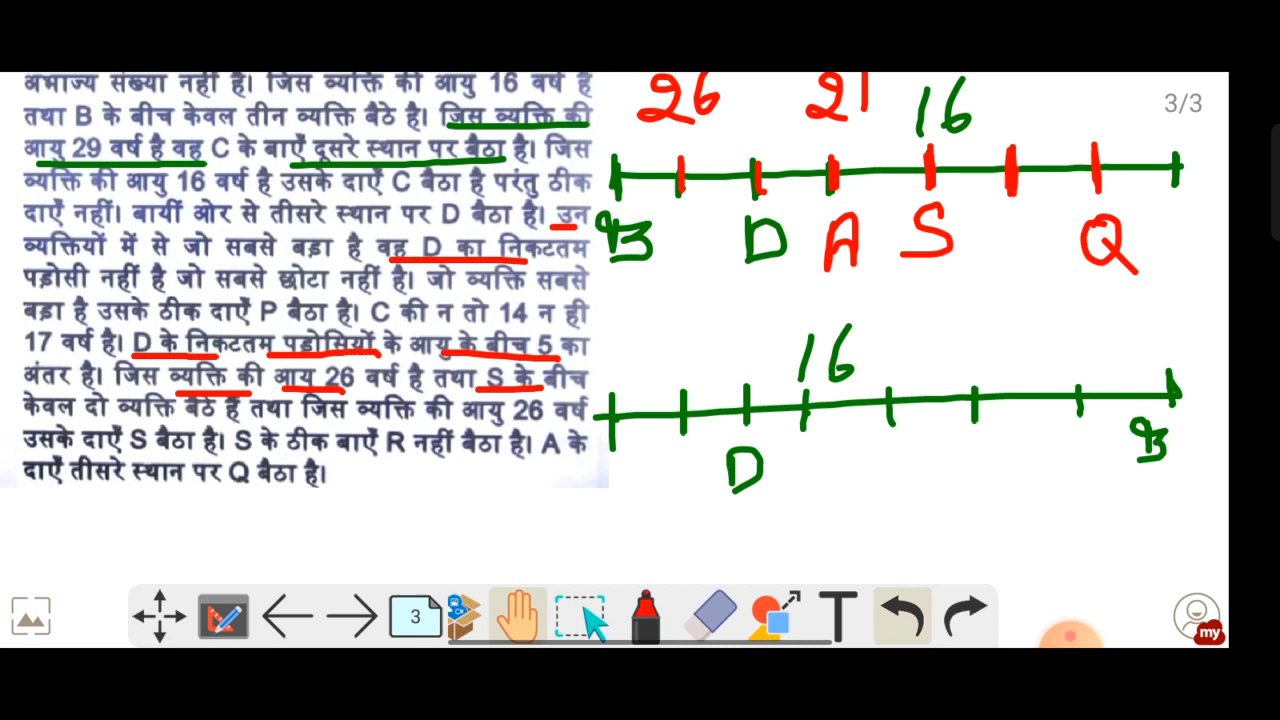 अभाज्य संख्या नहीं है। जिस व्यक्ति की आयु 16 वर्ष है
तथा B के बीच केवल तीन व्यक्ति बैठे है। जिस व्यक्ति की
आयु 29 वर्ष है वह C के बाएँ दूसरे स्थान पर बैठा है। जिस
व्यक्ति की आयु 16 वर्ष है उसके दाएँ C बैठा है परंतु ठीक
दाएँ नहीं। बायीं ओर से तीसरे स्थान पर D बैठा है। उन
व्यक्तियों में से जो सबसे बड़ा है वह D का निकटतम
पड़ोसी नहीं है जो सबसे छोटा नहीं है। जो व्यक्ति सबसे
बड़ा है उसके ठीक दाएँ P बैठा है। C की न तो 14 न ही
17 वर्ष है। D के निकटतम पड़ोसियों के आयु के बीच 5 का
अंतर है। जिस व्यक्ति की आयु 26 वर्ष है तथा S के बीच
केवल दो व्यक्ति बैठे हैं तथा जिस व्यक्ति की आयु 26 वर्ष
उसके दाएँ S बैठा है। S के ठीक बाएँ R नहीं बैठा है। A के
दाएँ तीसरे स्थान पर Q बैठा है।
26 21 16
3/3
B D A S Q
16
D B
3
T
my